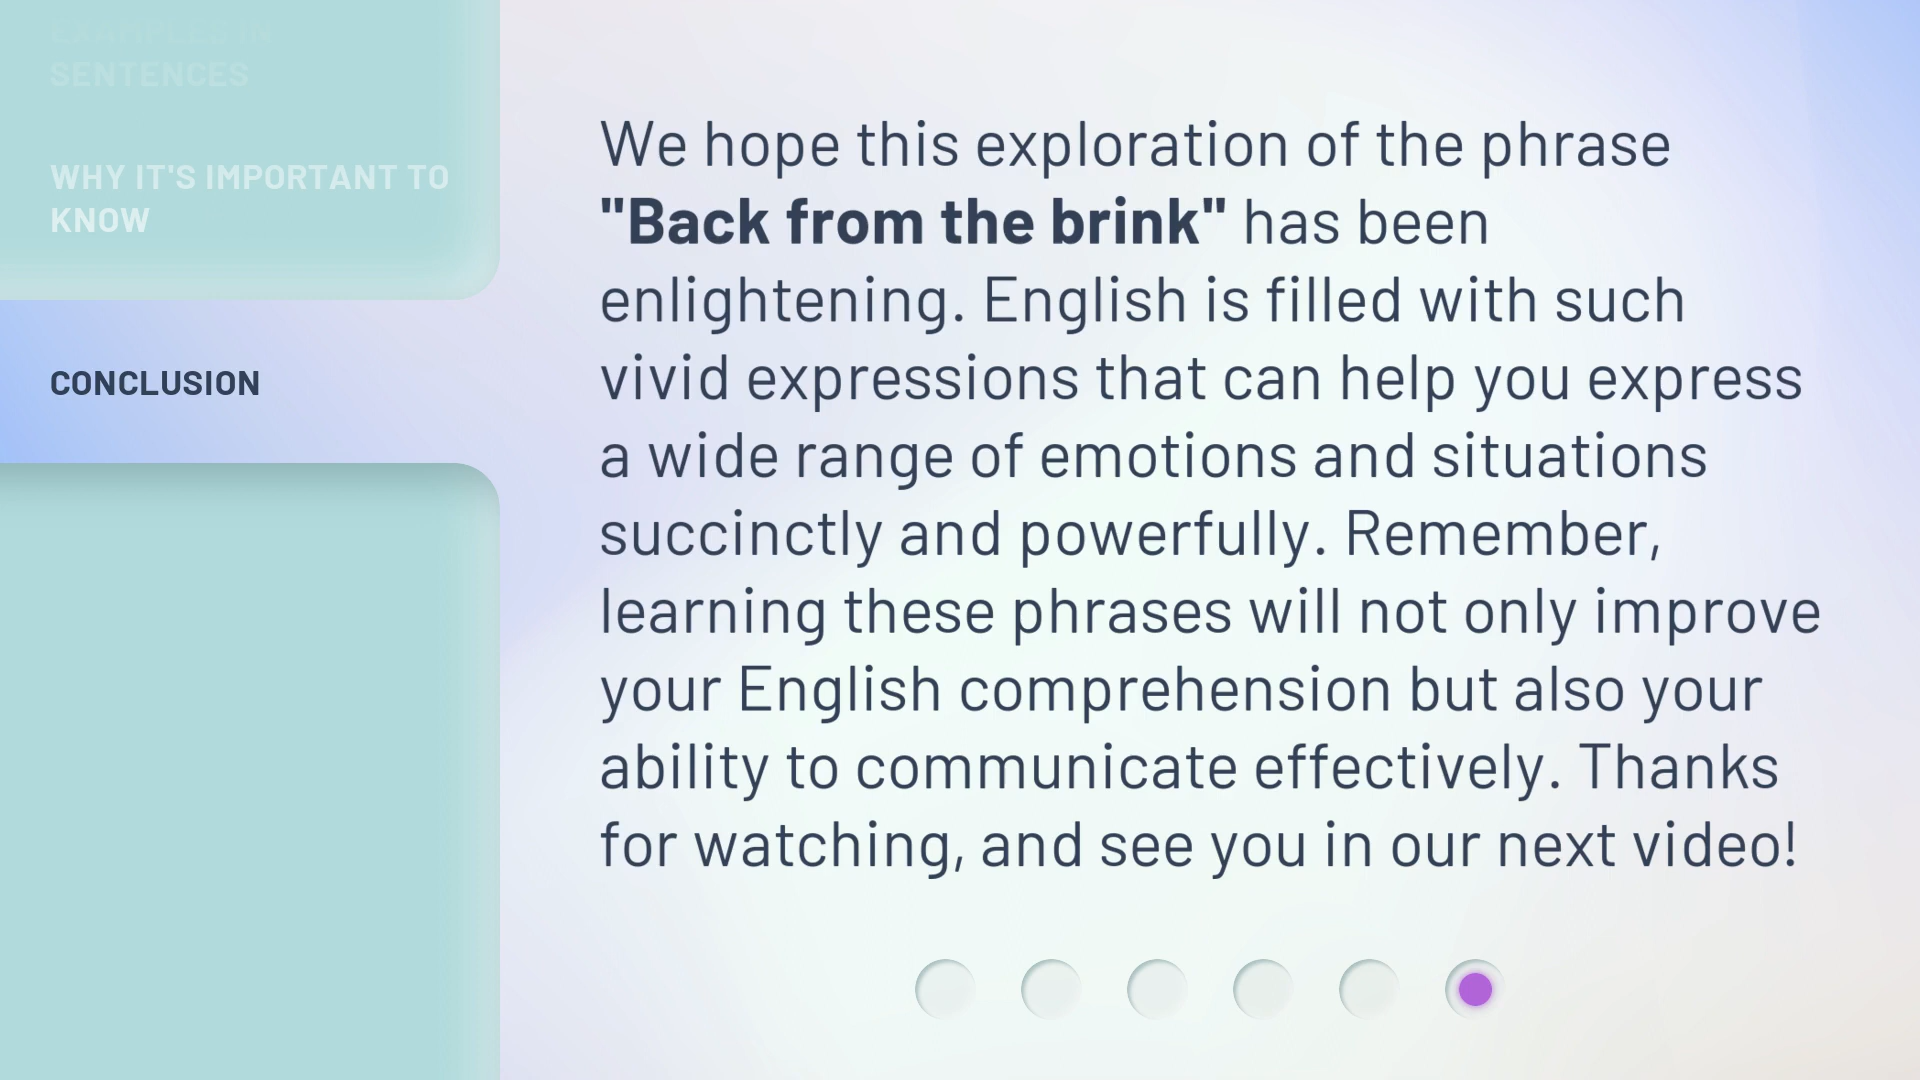 EXAMPLES IN
SENTENCES
WHY IT'S IMPORTANT TO
KNOW
CONCLUSION
We hope this exploration of the phrase
"Back from the brink" has been
enlightening. English is filled with such
vivid expressions that can help you express
a wide range of emotions and situations
succinctly and powerfully. Remember,
learning these phrases will not only improve
your English comprehension but also your
ability to communicate effectively. Thanks
for watching, and see you in our next video!